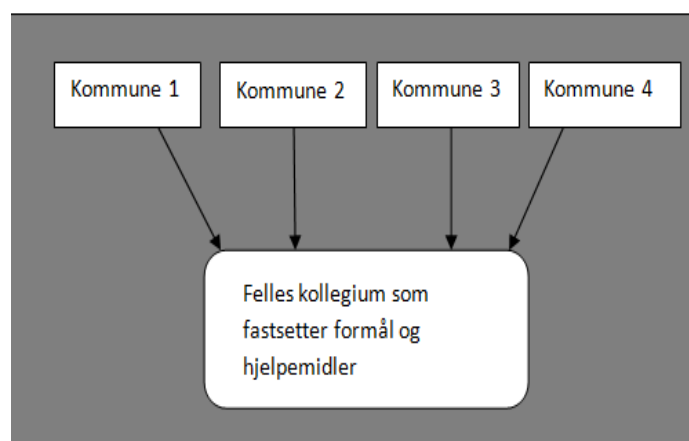 Kommune 1
Kommune 2
Kommune 3
Kommune 4
Felles kollegium som
fastsetter formål og
hjelpemidler